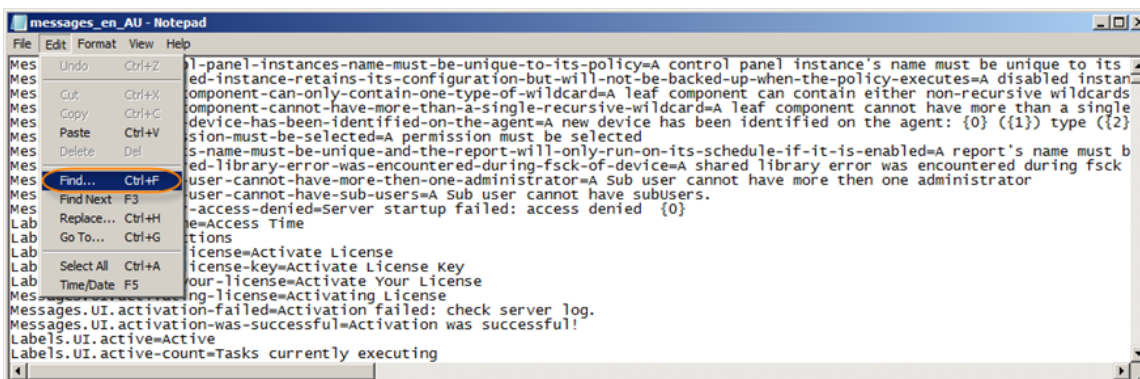 messages_en_AU - Notepad
File Edit Format View Help
Mes Undo Ctrl+Z l-panel-instances-name-must-be-unique-to-its-policy=A control panel instance's name must be unique to its
Mes ed-instance-retains-its-configuration-but-will-not-be-backed-up-when-the-policy-executes=A disabled instan
Mes Cut Ctrl+X omponent-can-only-contain-one-type-of-wildcard=A leaf component can contain either non-recursive wildcards
Mes Copy Ctrl+C omponent-cannot-have-more-than-a-single-recursive-wildcard=A leaf component cannot have more than a single
Mes device-has-been-identified-on-the-agent=A new device has been identified on the agent: {0} ({1}) type ({2}
Mes Paste Ctrl+V sion-must-be-selected=A permission must be selected
Mes Delete Del s-name-must-be-unique-and-the-report-will-only-run-on-its-schedule-if-it-is-enabled=A report's name must b
Mes ed-library-error-was-encountered-during-fsck-of-device=A shared library error was encountered during fsck
Mes Find... Ctrl+F user-cannot-have-more-then-one-administrator=A Sub user cannot have more then one administrator
Mes Find Next F3 user-cannot-have-sub-users=A Sub user cannot have subUsers.
Mes Replace... Ctrl+H -access-denied=Server startup failed: access denied {0}
Lab e=Access Time
Lab Go To... Ctrl+G tions
Lab icense=Activate License
Lab Select All Ctrl+A icense-key=Activate License Key
Lab Time/Date F5 our-license=Activate Your License
Messages.UI.activating-license=Activating License
Messages.UI.activation-failed=Activation failed: check server log.
Messages.UI.activation-was-successful=Activation was successful!
Labels.UI.active=Active
Labels.UI.active-count=Tasks currently executing